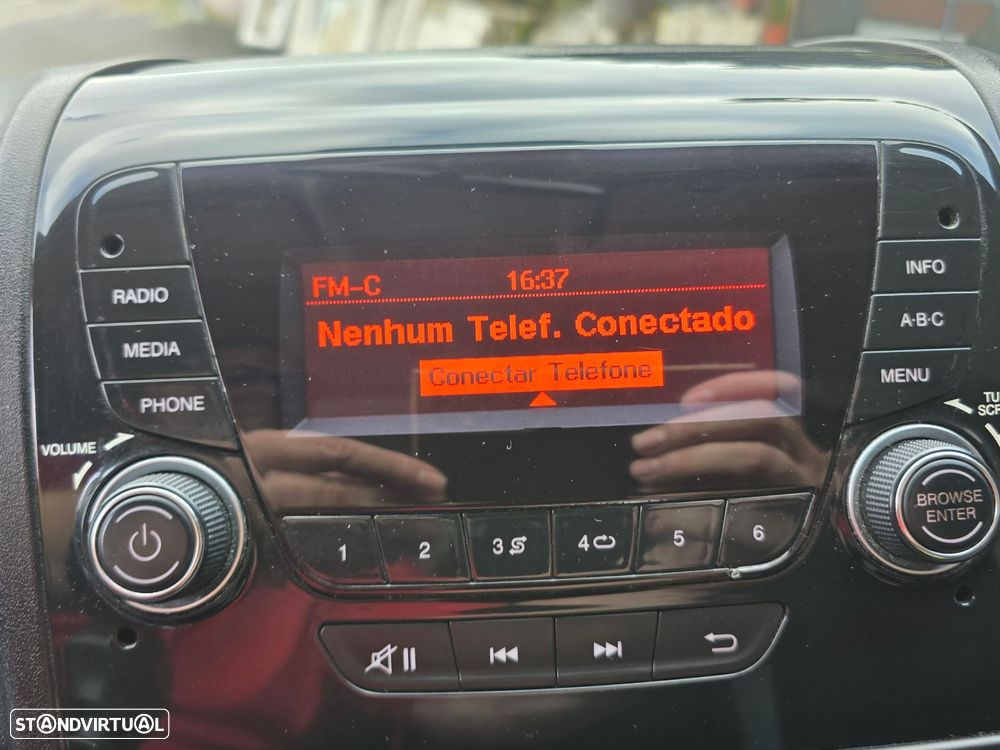 FM-C 16:37
Nenhum Telef. Conectado
Conectar Telefone
RADIO
MEDIA
PHONE
VOLUME
INFO
A·B·C
MENU
BROWSE
ENTER
1 2 3 4 5 6
STANDVIRTUAL